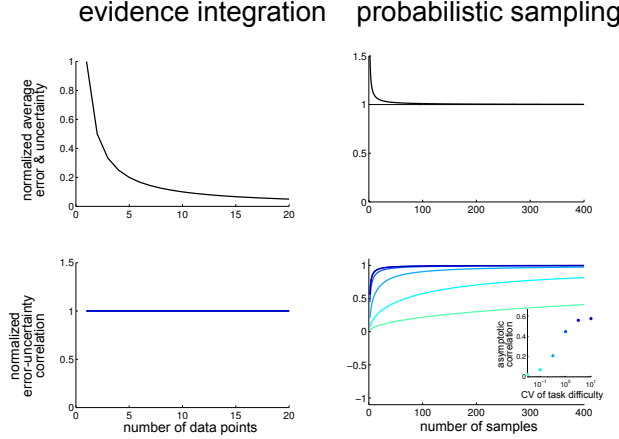 evidence integration
probabilistic sampling
normalized average
error & uncertainty
1
0.8
0.6
0.4
0.2
0
0 5 10 15 20
1.5
1
0
0 100 200 300 400
normalized
error-uncertainty
correlation
1.5
1
0.5
0
0 5 10 15 20
number of data points
1
0.5
0
−0.5
−1
0 100 200 300 400
number of samples
asymptotic
correlation
0.6
0.4
0.2
0
10⁻¹ 10⁰ 10¹
CV of task difficulty